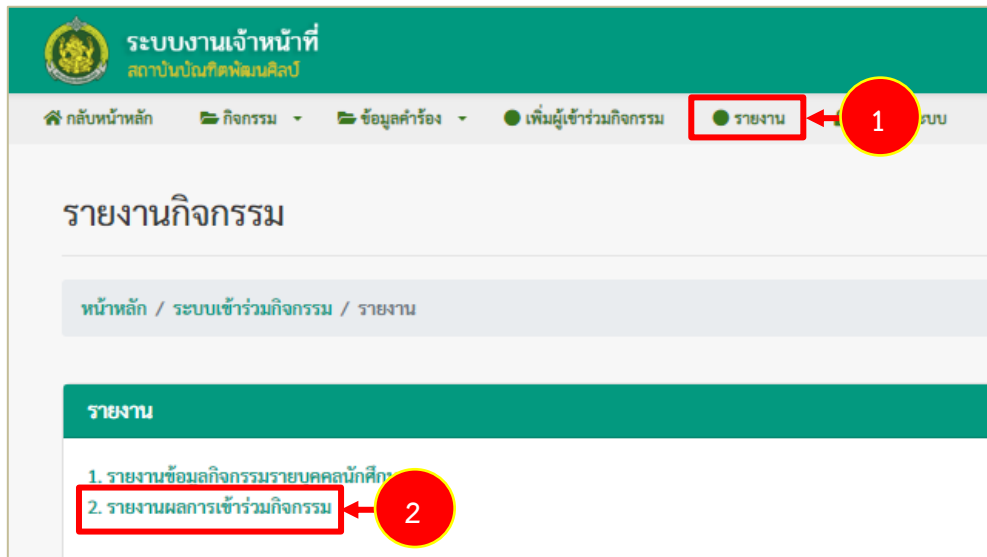 ระบบงานเจ้าหน้าที่
สถาบันบัณฑิตพัฒนศิลป์
กลับหน้าหลัก กิจกรรม ข้อมูลคำร้อง เพิ่มผู้เข้าร่วมกิจกรรม รายงาน 1
รายงานกิจกรรม
หน้าหลัก / ระบบเข้าร่วมกิจกรรม / รายงาน
รายงาน
1. รายงานข้อมูลกิจกรรมรายบุคคล
2. รายงานผลการเข้าร่วมกิจกรรม 2